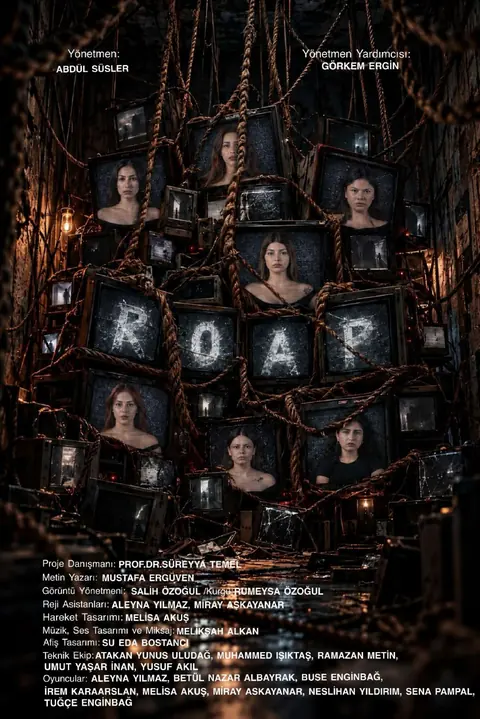 Yönetmen:
ABDÜL SÜSLER
Yönetmen Yardımcısı:
GÖRKEM ERGİN
ROAR
Proje Danışmanı: PROF.DR.SÜREYYA TEMEL
Metin Yazarı: MUSTAFA ERGÜVEN
Görüntü Yönetmeni: SALİH ÖZOĞUL /Kurgu RUMEYSA ÖZOĞUL
Reji Asistanları: ALEYNA YILMAZ, MİRAY AŞKAYANAR
Hareket Tasarımı: MELİSA AKUŞ
Müzik, Ses Tasarımı ve Miksaj: MELİKŞAH ALKAN
Afiş Tasarımı: SU EDA BOSTANCI
Teknik Ekip: ATAKAN YUNUS ULUDAĞ, MUHAMMED IŞIKTAŞ, RAMAZAN METİN,
UMUT YAŞAR İNAN, YUSUF AKIL
Oyuncular: ALEYNA YILMAZ, BETÜL NAZAR ALBAYRAK, BUSE ENGİNBAĞ,
İREM KARAARSLAN, MELİSA AKUŞ, MİRAY ASKAYANAR, NESLİHAN YILDIRIM, SENA PAMPAL,
TUĞÇE ENGİNBAĞ